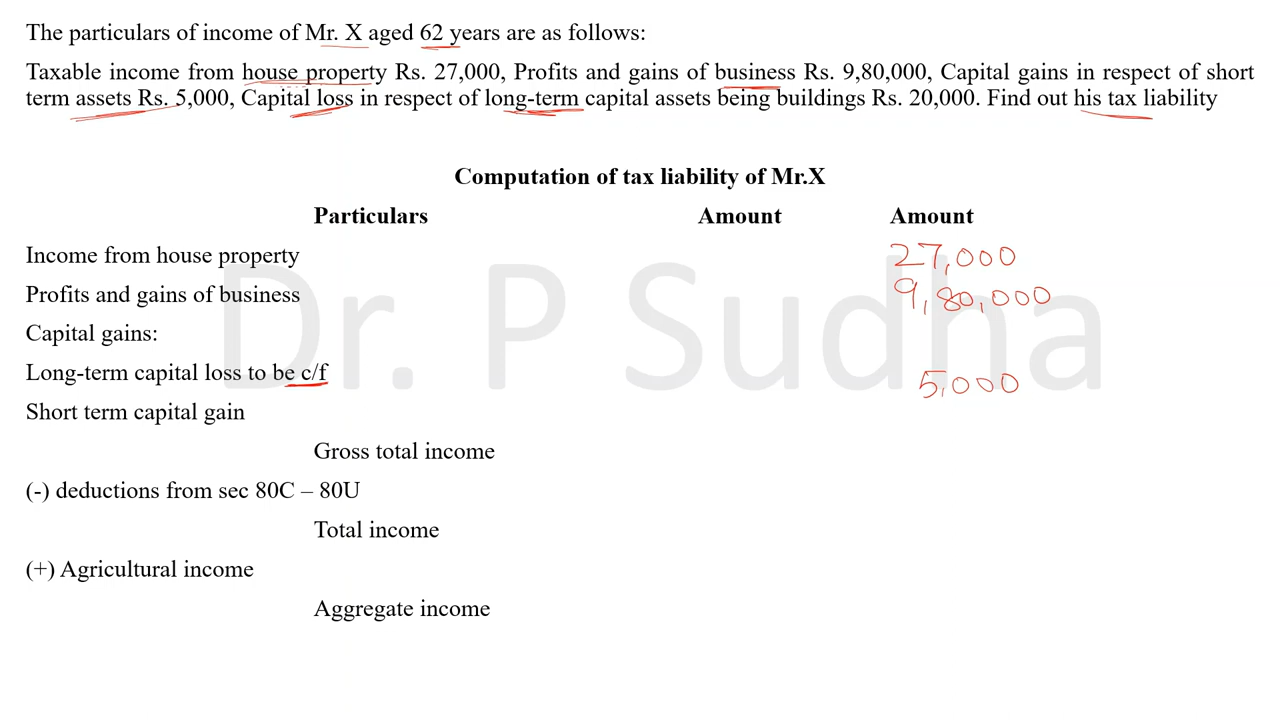 The particulars of income of Mr. X aged 62 years are as follows:
Taxable income from house property Rs. 27,000, Profits and gains of business Rs. 9,80,000, Capital gains in respect of short
term assets Rs. 5,000, Capital loss in respect of long-term capital assets being buildings Rs. 20,000. Find out his tax liability
Computation of tax liability of Mr.X
Particulars Amount Amount
Income from house property 27,000
Profits and gains of business 9,80,000
Capital gains:
Dr. P Sudha
Long-term capital loss to be c/f
Short term capital gain 5,000
Gross total income
(-) deductions from sec 80C – 80U
Total income
(+) Agricultural income
Aggregate income